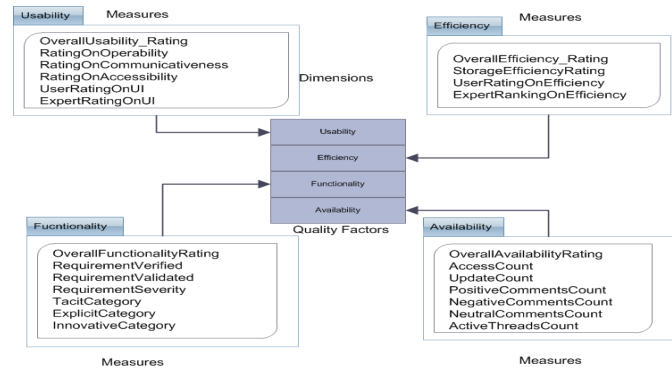 Usability
Measures
OverallUsability_Rating
RatingOnOperability
RatingOnCommunicativeness
RatingOnAccessibility
UserRatingOnUI
ExpertRatingOnUI
Measures
Efficiency
OverallEfficiency_Rating
StorageEfficiencyRating
UserRatingOnEfficiency
ExpertRankingOnEfficiency
Dimensions
Usability
Efficiency
Functionality
Availability
Quality Factors
Fucntionality
OverallFunctionalityRating
RequirementVerified
RequirementValidated
RequirementSeverity
TacitCategory
ExplicitCategory
InnovativeCategory
Measures
Availability
OverallAvailabilityRating
AccessCount
UpdateCount
PositiveCommentsCount
NegativeCommentsCount
NeutralCommentsCount
ActiveThreadsCount
Measures